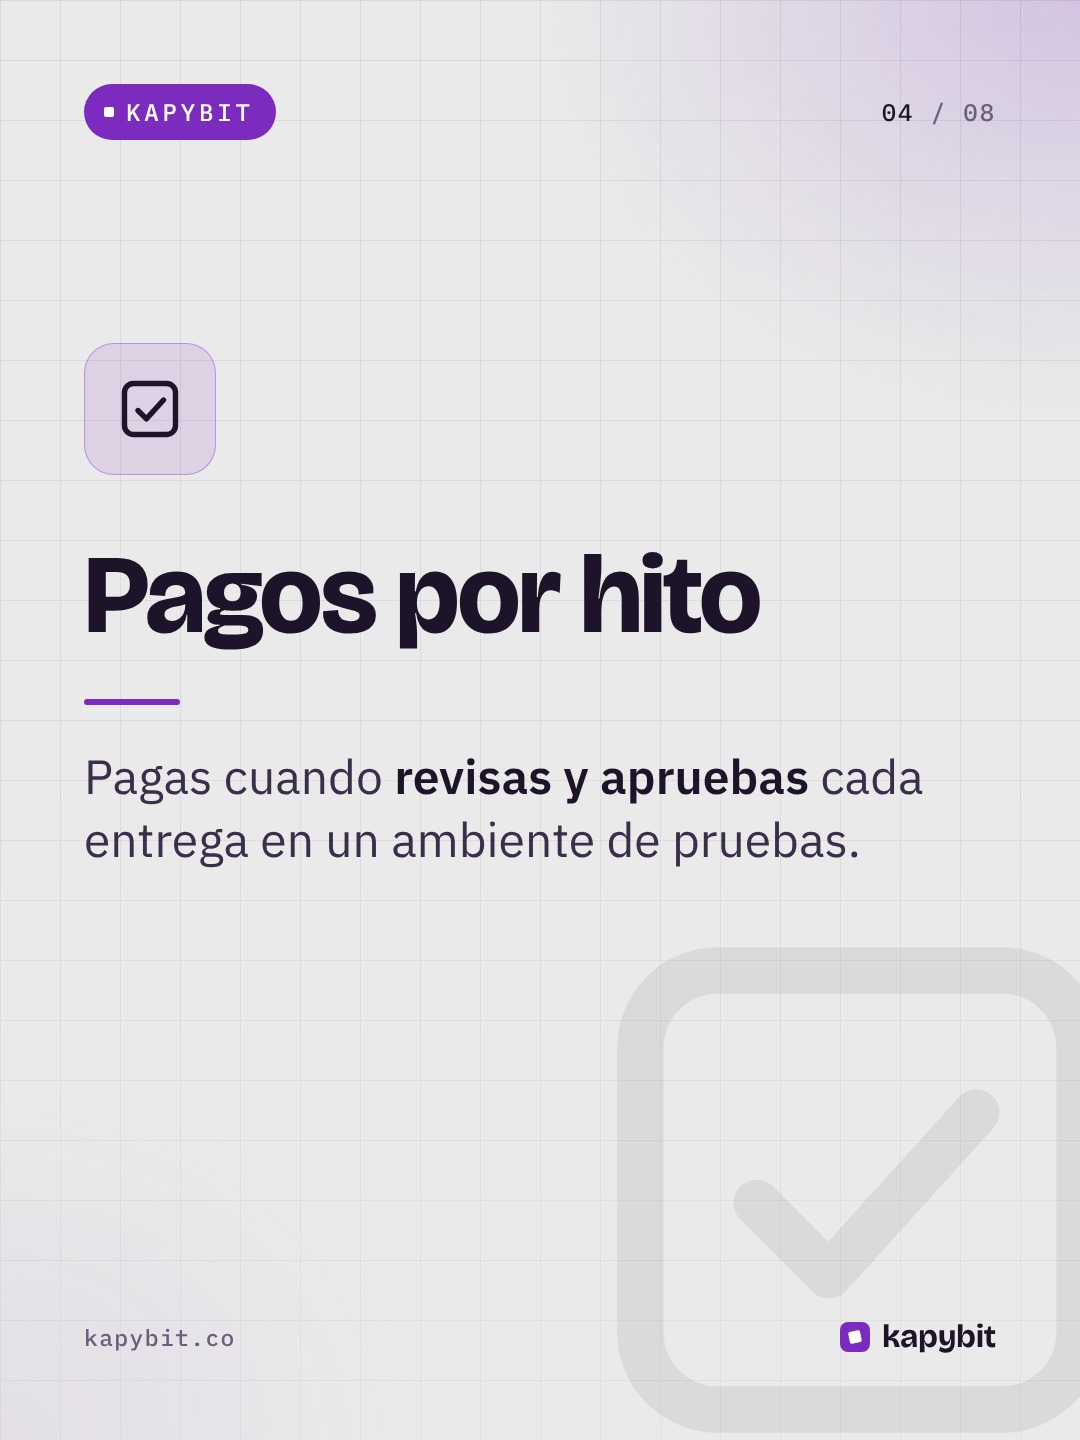 KAPYBIT
04 / 08
Pagos por hito
Pagas cuando revisas y apruebas cada
entrega en un ambiente de pruebas.
kapybit.co
kapybit